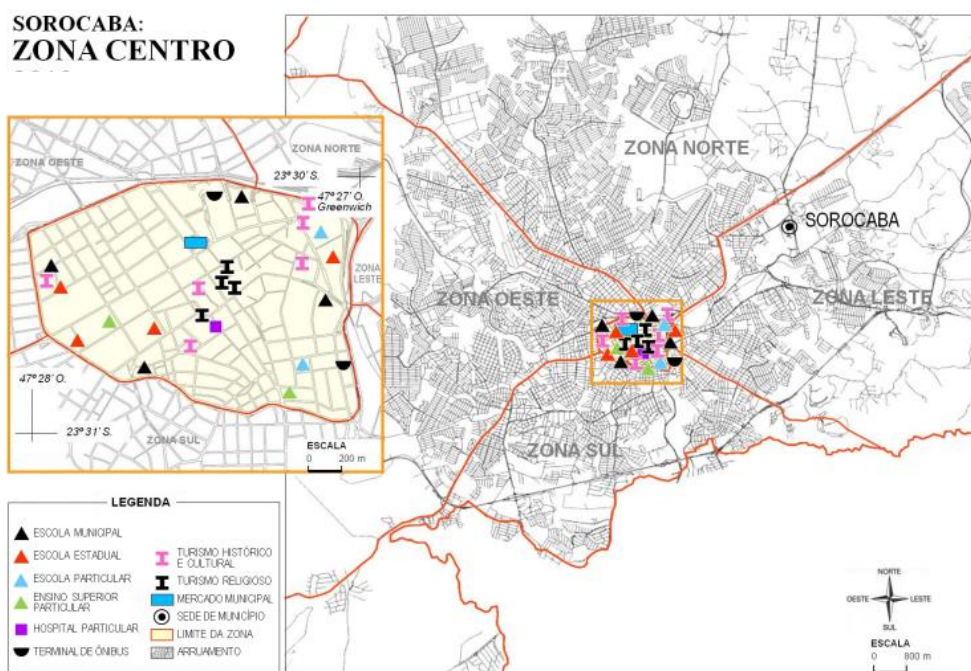 SOROCABA:
ZONA CENTRO
ZONA OESTE
ZONA NORTE
23º 30' S.
47º 27' O.
Greenwich
ZONA
LESTE
47º 28' O.
23º 31' S.
ZONA SUL
ESCALA
0 200 m
ZONA NORTE
SOROCABA
ZONA OESTE
ZONA LESTE
ZONA SUL
LEGENDA
ESCOLA MUNICIPAL
ESCOLA ESTADUAL
ESCOLA PARTICULAR
ENSINO SUPERIOR
PARTICULAR
HOSPITAL PARTICULAR
TERMINAL DE ÔNIBUS
TURISMO HISTÓRICO
E CULTURAL
TURISMO RELIGIOSO
MERCADO MUNICIPAL
SEDE DE MUNICÍPIO
LIMITE DA ZONA
ARRUAMENTO
NORTE
OESTE
LESTE
SUL
ESCALA
0 800 m